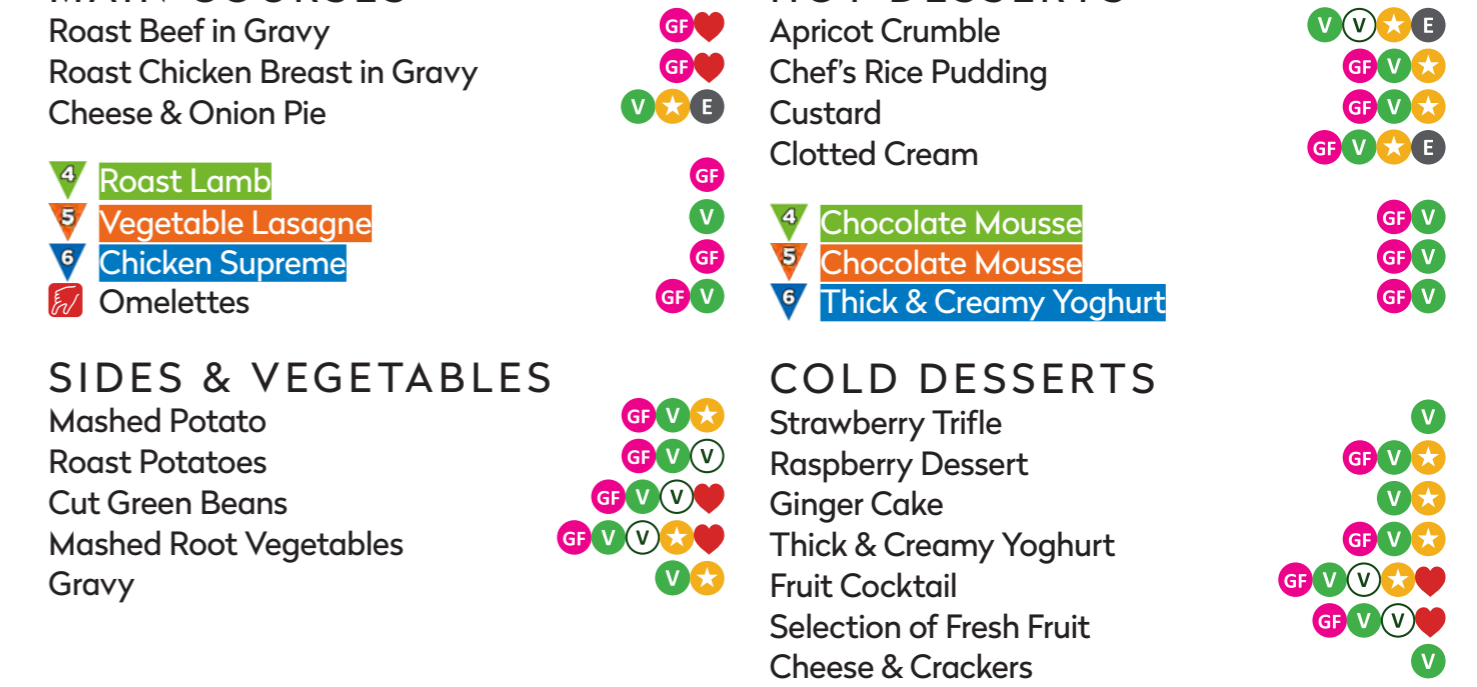 MAIN COURSES
Roast Beef in Gravy GF
Roast Chicken Breast in Gravy GF
Cheese & Onion Pie V E
4 Roast Lamb GF
5 Vegetable Lasagne V
6 Chicken Supreme GF
Omelettes GF V
SIDES & VEGETABLES
Mashed Potato GF V
Roast Potatoes GF V V
Cut Green Beans GF V V
Mashed Root Vegetables GF V V
Gravy V
HOT DESSERTS
Apricot Crumble V V E
Chef's Rice Pudding GF V
Custard GF V
Clotted Cream GF V E
4 Chocolate Mousse GF V
5 Chocolate Mousse GF V
6 Thick & Creamy Yoghurt GF V
COLD DESSERTS
Strawberry Trifle V
Raspberry Dessert GF V
Ginger Cake V
Thick & Creamy Yoghurt GF V
Fruit Cocktail GF V V
Selection of Fresh Fruit GF V V
Cheese & Crackers V